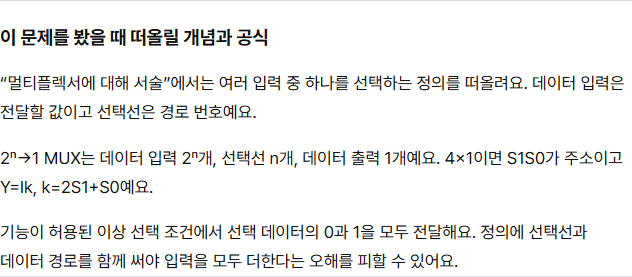 이 문제를 봤을 때 떠올릴 개념과 공식
“멀티플렉서에 대해 서술”에서는 여러 입력 중 하나를 선택하는 정의를 떠올려요. 데이터 입력은
전달할 값이고 선택선은 경로 번호예요.
2ⁿ→1 MUX는 데이터 입력 2ⁿ개, 선택선 n개, 데이터 출력 1개예요. 4×1이면 S1S0가 주소이고
Y=Ik, k=2S1+S0예요.
기능이 허용된 이상 선택 조건에서 선택 데이터의 0과 1을 모두 전달해요. 정의에 선택선과
데이터 경로를 함께 써야 입력을 모두 더한다는 오해를 피할 수 있어요.